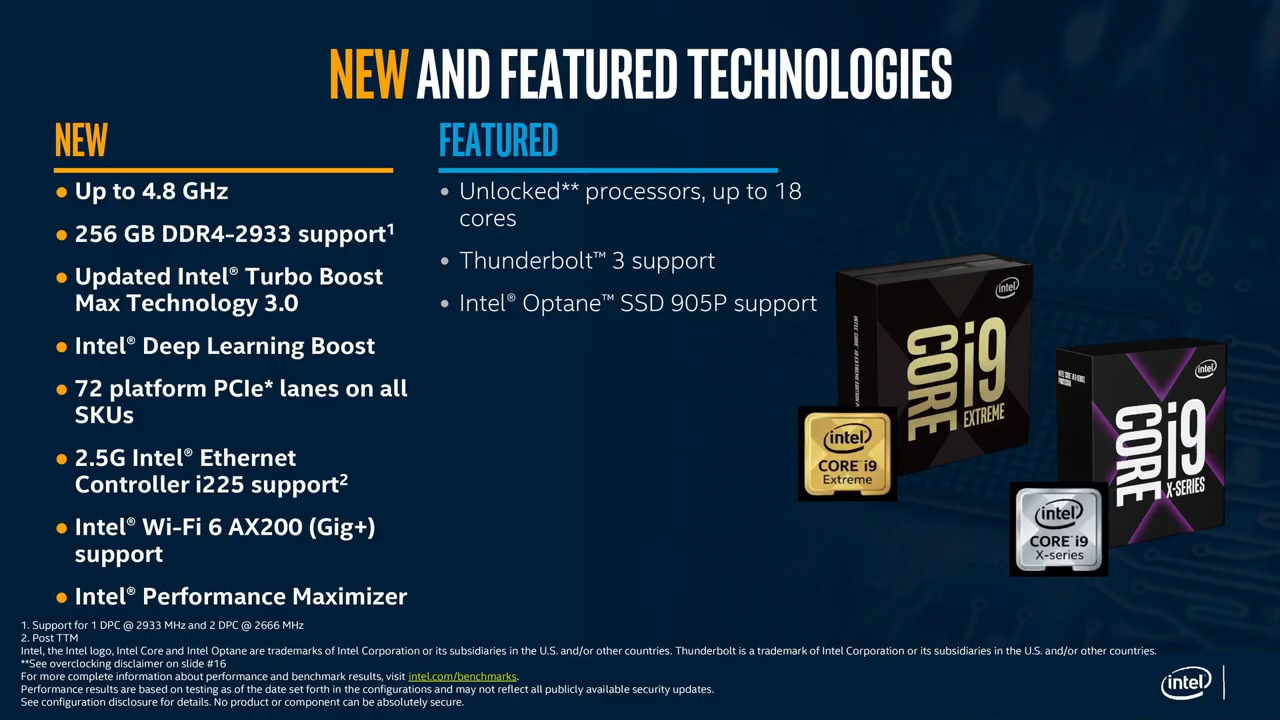 NEW AND FEATURED TECHNOLOGIES
NEW
● Up to 4.8 GHz
● 256 GB DDR4-2933 support¹
● Updated Intel® Turbo Boost
Max Technology 3.0
● Intel® Deep Learning Boost
● 72 platform PCIe* lanes on all
SKUs
● 2.5G Intel® Ethernet
Controller i225 support²
● Intel® Wi-Fi 6 AX200 (Gig+)
support
● Intel® Performance Maximizer
FEATURED
• Unlocked** processors, up to 18
cores
• Thunderbolt™ 3 support
• Intel® Optane™ SSD 905P support
intel
CORE i9
EXTREME
intel
CORE i9
Extreme
intel
CORE i9
X-SERIES
intel
CORE i9
X-series
1. Support for 1 DPC @ 2933 MHz and 2 DPC @ 2666 MHz
2. Post TTM
Intel, the Intel logo, Intel Core and Intel Optane are trademarks of Intel Corporation or its subsidiaries in the U.S. and/or other countries. Thunderbolt is a trademark of Intel Corporation or its subsidiaries in the U.S. and/or other countries.
**See overclocking disclaimer on slide #16
For more complete information about performance and benchmark results, visit intel.com/benchmarks.
Performance results are based on testing as of the date set forth in the configurations and may not reflect all publicly available security updates.
See configuration disclosure for details. No product or component can be absolutely secure.
intel